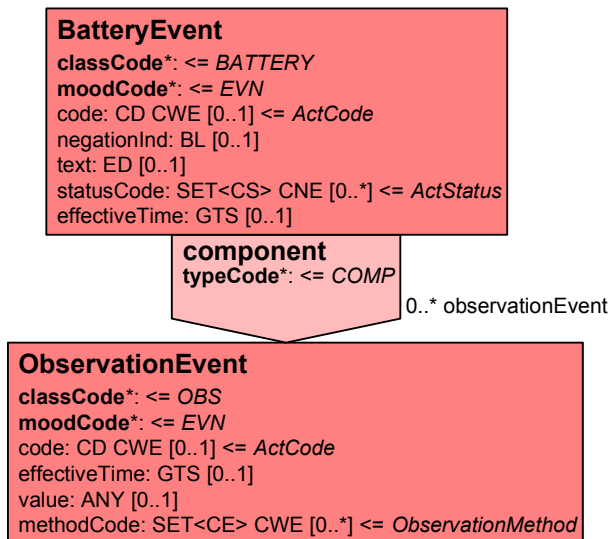 BatteryEvent
classCode*: <= BATTERY
moodCode*: <= EVN
code: CD CWE [0..1] <= ActCode
negationInd: BL [0..1]
text: ED [0..1]
statusCode: SET<CS> CNE [0..*] <= ActStatus
effectiveTime: GTS [0..1]
component
typeCode*: <= COMP
0..* observationEvent
ObservationEvent
classCode*: <= OBS
moodCode*: <= EVN
code: CD CWE [0..1] <= ActCode
effectiveTime: GTS [0..1]
value: ANY [0..1]
methodCode: SET<CE> CWE [0..*] <= ObservationMethod